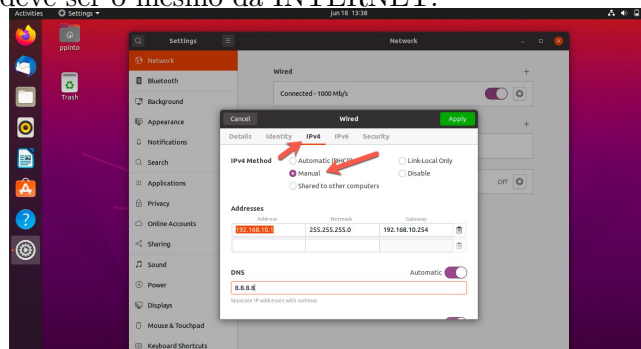 deve ser o mesmo da INTERNET.
Activities Settings jun 18 13:38
ppinto
Trash
Settings Network
Network
Bluetooth
Background
Appearance
Notifications
Search
Applications
Privacy
Online Accounts
Sharing
Sound
Power
Displays
Mouse & Touchpad
Keyboard Shortcuts
Wired +
Connected - 1000 Mb/s
+
off
Cancel Wired Apply
Details Identity IPv4 IPv6 Security
IPv4 Method Automatic (DHCP) Link-Local Only
Manual Disable
Shared to other computers
Addresses
Address Netmask Gateway
192.168.10.1 255.255.255.0 192.168.10.254
DNS Automatic
8.8.8.8
Separate IP addresses with commas